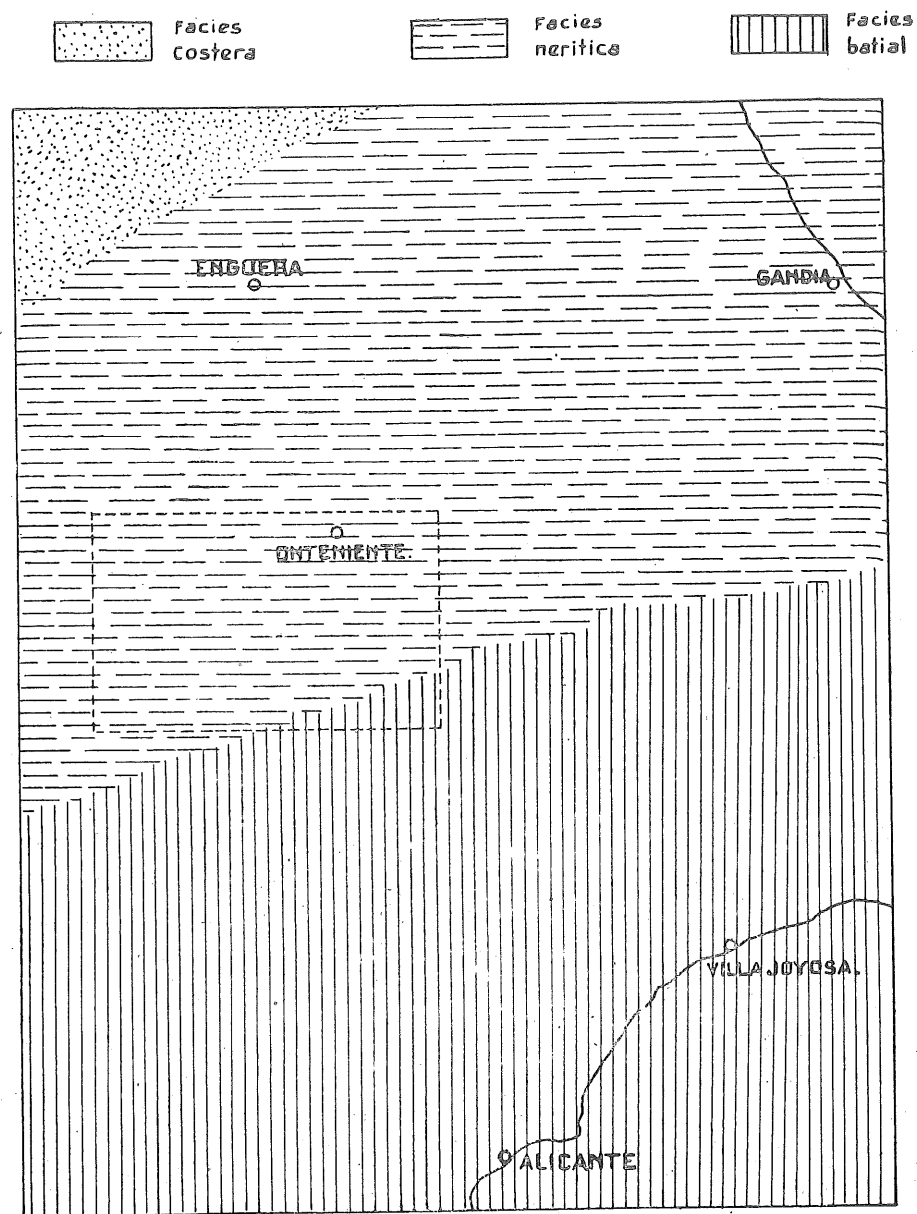 Facies
Costera
Facies
neritica
Facies
batial
ENGUERA
GANDIA
ONTENIENTE.
VILLAJOYOSA.
ALICANTE